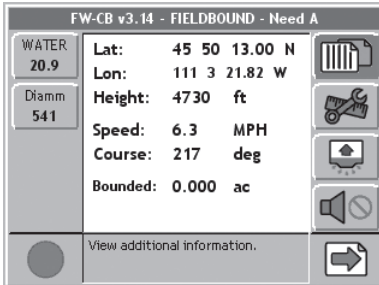 FW-CB v3.14 - FIELDBOUND - Need A
WATER
20.9
Diamm
541
Lat: 45 50 13.00 N
Lon: 111 3 21.82 W
Height: 4730 ft
Speed: 6.3 MPH
Course: 217 deg
Bounded: 0.000 ac
View additional information.